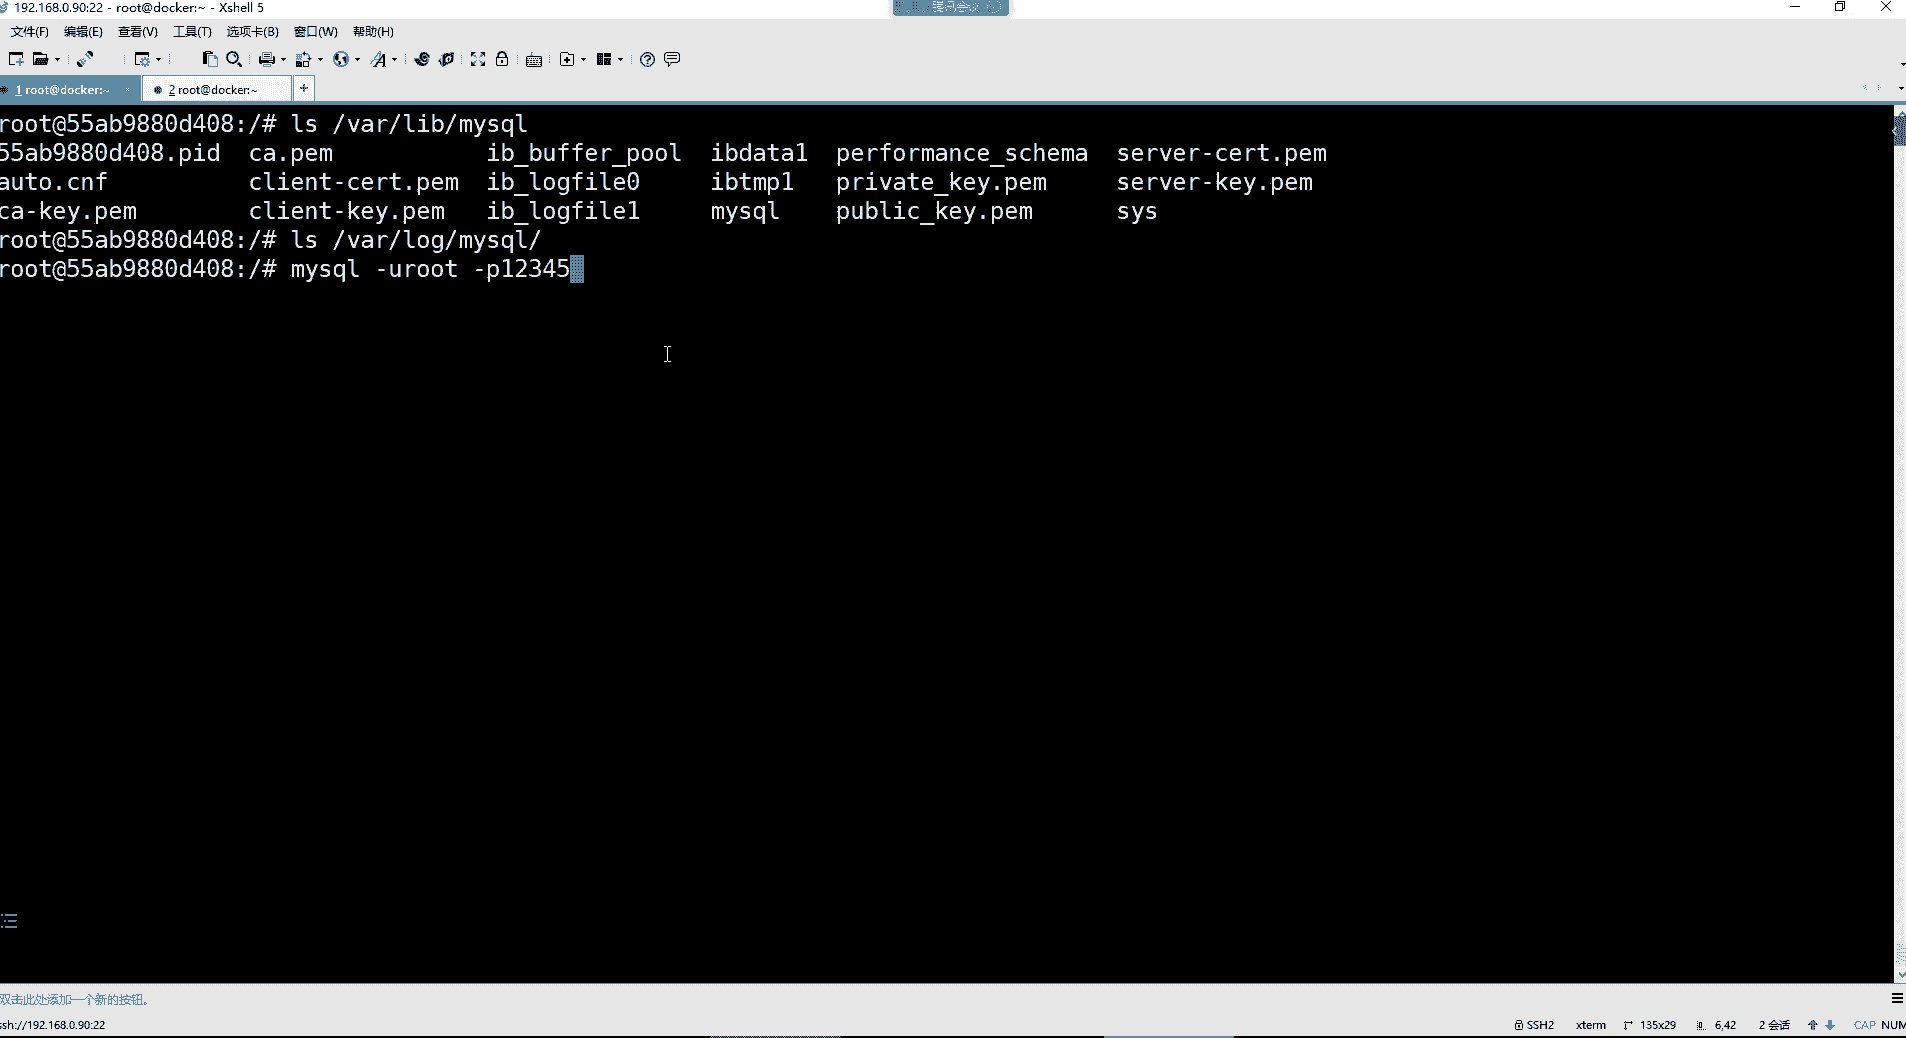 192.168.0.90:22 - root@docker:~ - Xshell 5
腾讯会议
文件(F) 编辑(E) 查看(V) 工具(T) 选项卡(B) 窗口(W) 帮助(H)
1 root@docker:~ × 2 root@docker:~ +
root@55ab9880d408:/# ls /var/lib/mysql
55ab9880d408.pid ca.pem ib_buffer_pool ibdata1 performance_schema server-cert.pem
auto.cnf client-cert.pem ib_logfile0 ibtmp1 private_key.pem server-key.pem
ca-key.pem client-key.pem ib_logfile1 mysql public_key.pem sys
root@55ab9880d408:/# ls /var/log/mysql/
root@55ab9880d408:/# mysql -uroot -p12345
双击此处添加一个新的按钮。
ssh://192.168.0.90:22 SSH2 xterm 135x29 6,42 2 会话 CAP NUM